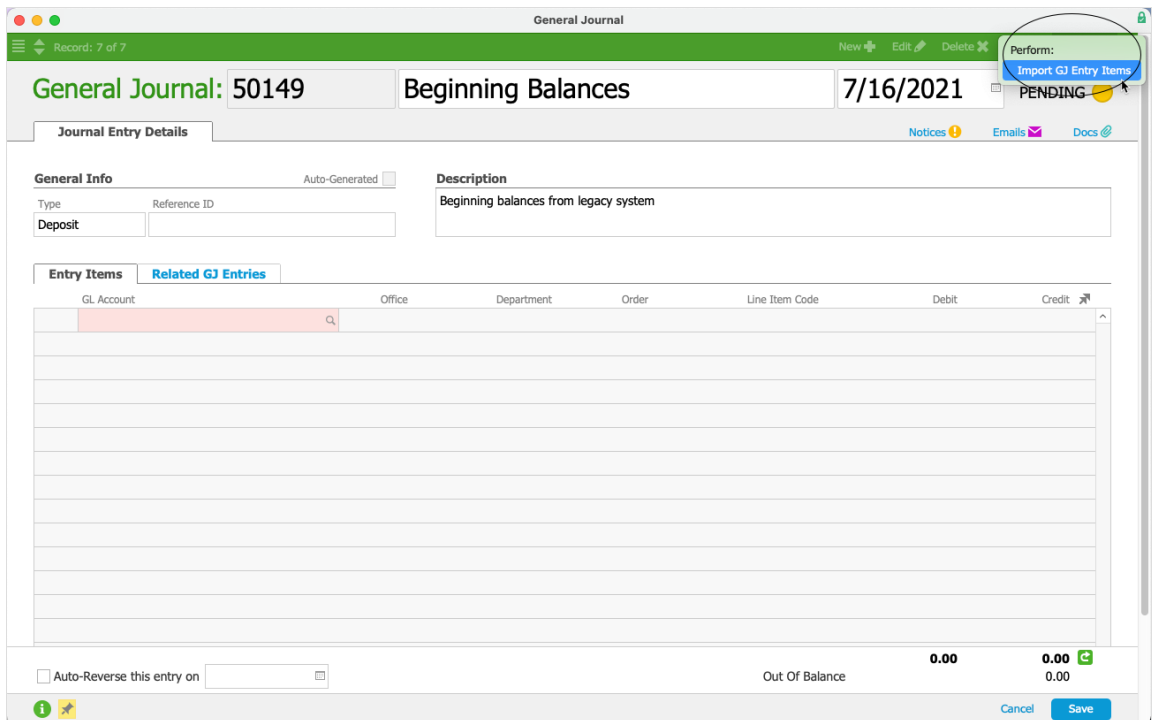 General Journal
Record: 7 of 7
New Edit Delete
Perform:
Import GJ Entry Items
General Journal: 50149 Beginning Balances 7/16/2021 PENDING
Journal Entry Details
Notices Emails Docs
General Info Auto-Generated Description
Type Reference ID Beginning balances from legacy system
Deposit
Entry Items Related GJ Entries
GL Account Office Department Order Line Item Code Debit Credit
0.00 0.00
Auto-Reverse this entry on Out Of Balance 0.00
Cancel Save